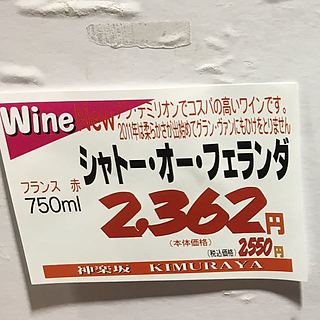 Wine
New サン・テミリオンでコスパの高いワインです。
2011年は柔らかさが出始めてグラン・ヴァンにもひけをとりません
シャトー・オー・フェランダ
フランス 赤
750ml
2,362円
(本体価格)
(税込価格) 2,550円
神楽坂 KIMURAYA